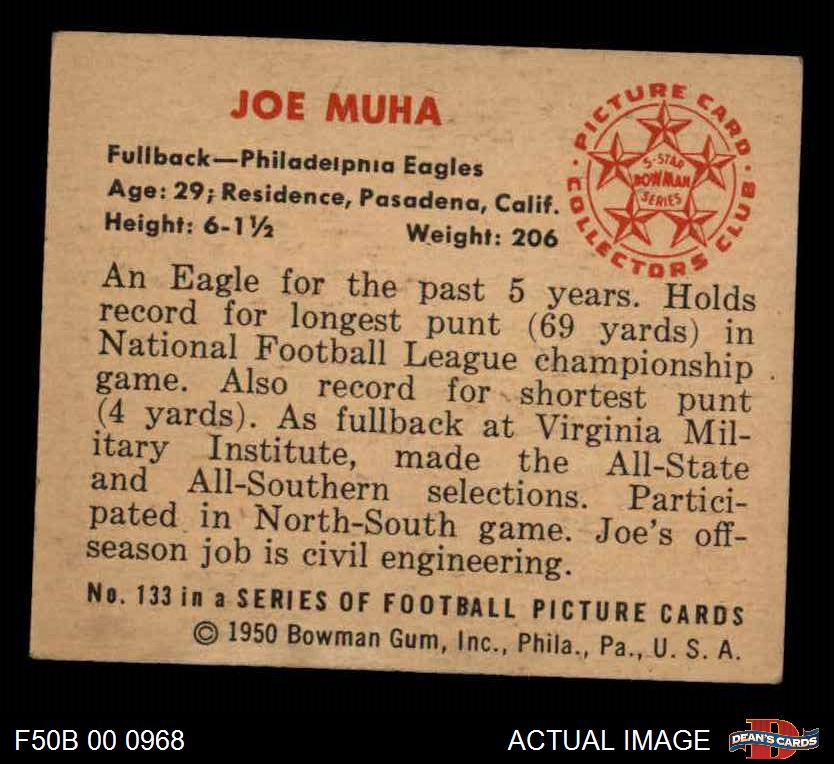 JOE MUHA
Fullback—Philadelphia Eagles
Age: 29; Residence, Pasadena, Calif.
Height: 6-1½ Weight: 206
PICTURE CARD COLLECTORS CLUB
5-STAR
BOWMAN
SERIES
An Eagle for the past 5 years. Holds
record for longest punt (69 yards) in
National Football League championship
game. Also record for shortest punt
(4 yards). As fullback at Virginia Mil-
itary Institute, made the All-State
and All-Southern selections. Partici-
pated in North-South game. Joe's off-
season job is civil engineering.
No. 133 in a SERIES OF FOOTBALL PICTURE CARDS
© 1950 Bowman Gum, Inc., Phila., Pa., U. S. A.
F50B 00 0968 ACTUAL IMAGE DEAN'S CARDS